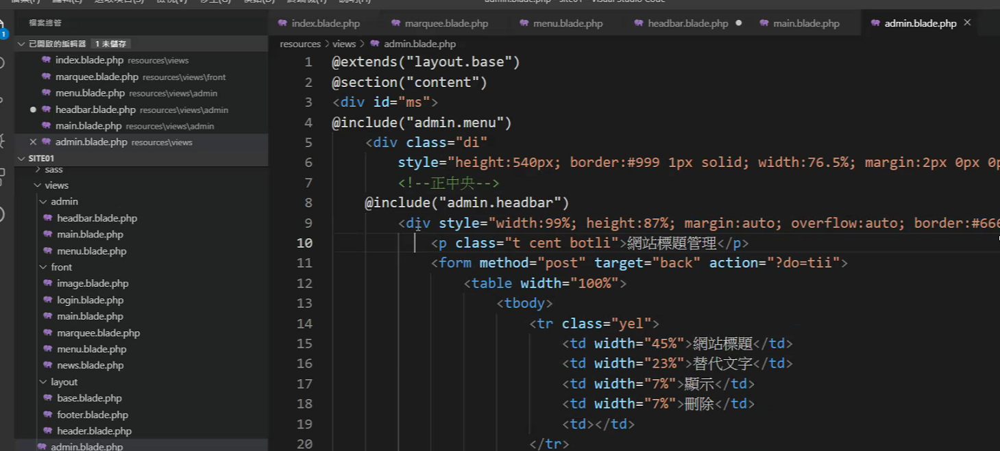 檔案總管
1
已開啟的編輯器 1 未儲存
index.blade.php resources\views
marquee.blade.php resources\views\front
menu.blade.php resources\views\admin
headbar.blade.php resources\views\admin
main.blade.php resources\views\admin
admin.blade.php resources\views
SITE01
sass
views
admin
headbar.blade.php
main.blade.php
menu.blade.php
front
image.blade.php
login.blade.php
main.blade.php
marquee.blade.php
menu.blade.php
news.blade.php
layout
base.blade.php
footer.blade.php
header.blade.php
admin.blade.php
index.blade.php marquee.blade.php menu.blade.php headbar.blade.php main.blade.php admin.blade.php
resources > views > admin.blade.php
1 @extends("layout.base")
2 @section("content")
3 <div id="ms">
4 @include("admin.menu")
5 <div class="di"
6 style="height:540px; border:#999 1px solid; width:76.5%; margin:2px 0px 0p
7 <!--正中央-->
8 @include("admin.headbar")
9 <div style="width:99%; height:87%; margin:auto; overflow:auto; border:#666
10 <p class="t cent botli">網站標題管理</p>
11 <form method="post" target="back" action="?do=tii">
12 <table width="100%">
13 <tbody>
14 <tr class="yel">
15 <td width="45%">網站標題</td>
16 <td width="23%">替代文字</td>
17 <td width="7%">顯示</td>
18 <td width="7%">刪除</td>
19 <td></td>
20 </tr>